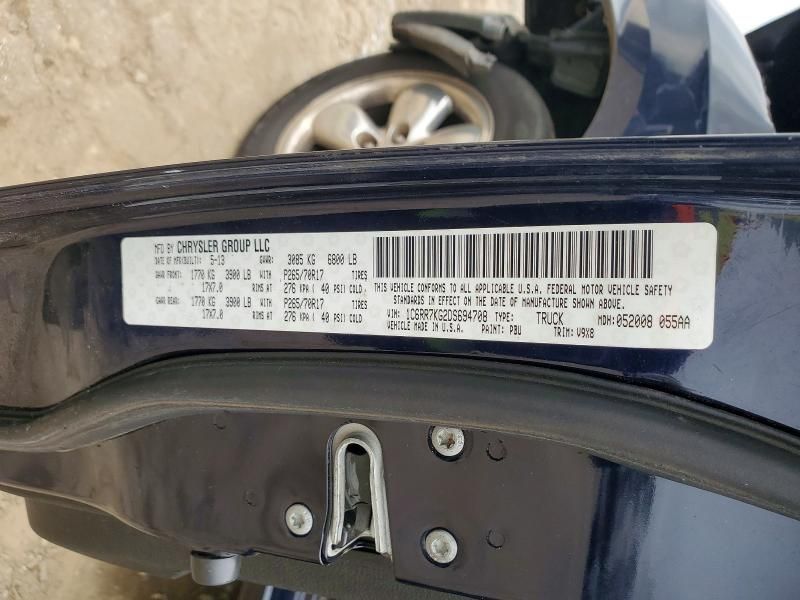 MFD BY CHRYSLER GROUP LLC
DATE OF MFR(BUILT): 5-13 GVWR: 3085 KG 6800 LB
GAWR FRONT: 1770 KG 3900 LB WITH P265/70R17 TIRES
17X7.0 RIMS AT 276 KPA ( 40 PSI) COLD
GAWR REAR: 1770 KG 3900 LB WITH P265/70R17 TIRES
17X7.0 RIMS AT 276 KPA ( 40 PSI) COLD
THIS VEHICLE CONFORMS TO ALL APPLICABLE U.S.A. FEDERAL MOTOR VEHICLE SAFETY
STANDARDS IN EFFECT ON THE DATE OF MANUFACTURE SHOWN ABOVE.
VIN: 1C6RR7KG2DS694708 TYPE: TRUCK MDH: 052008 055AA
VEHICLE MADE IN U.S.A. PAINT: PBU TRIM: V9X8